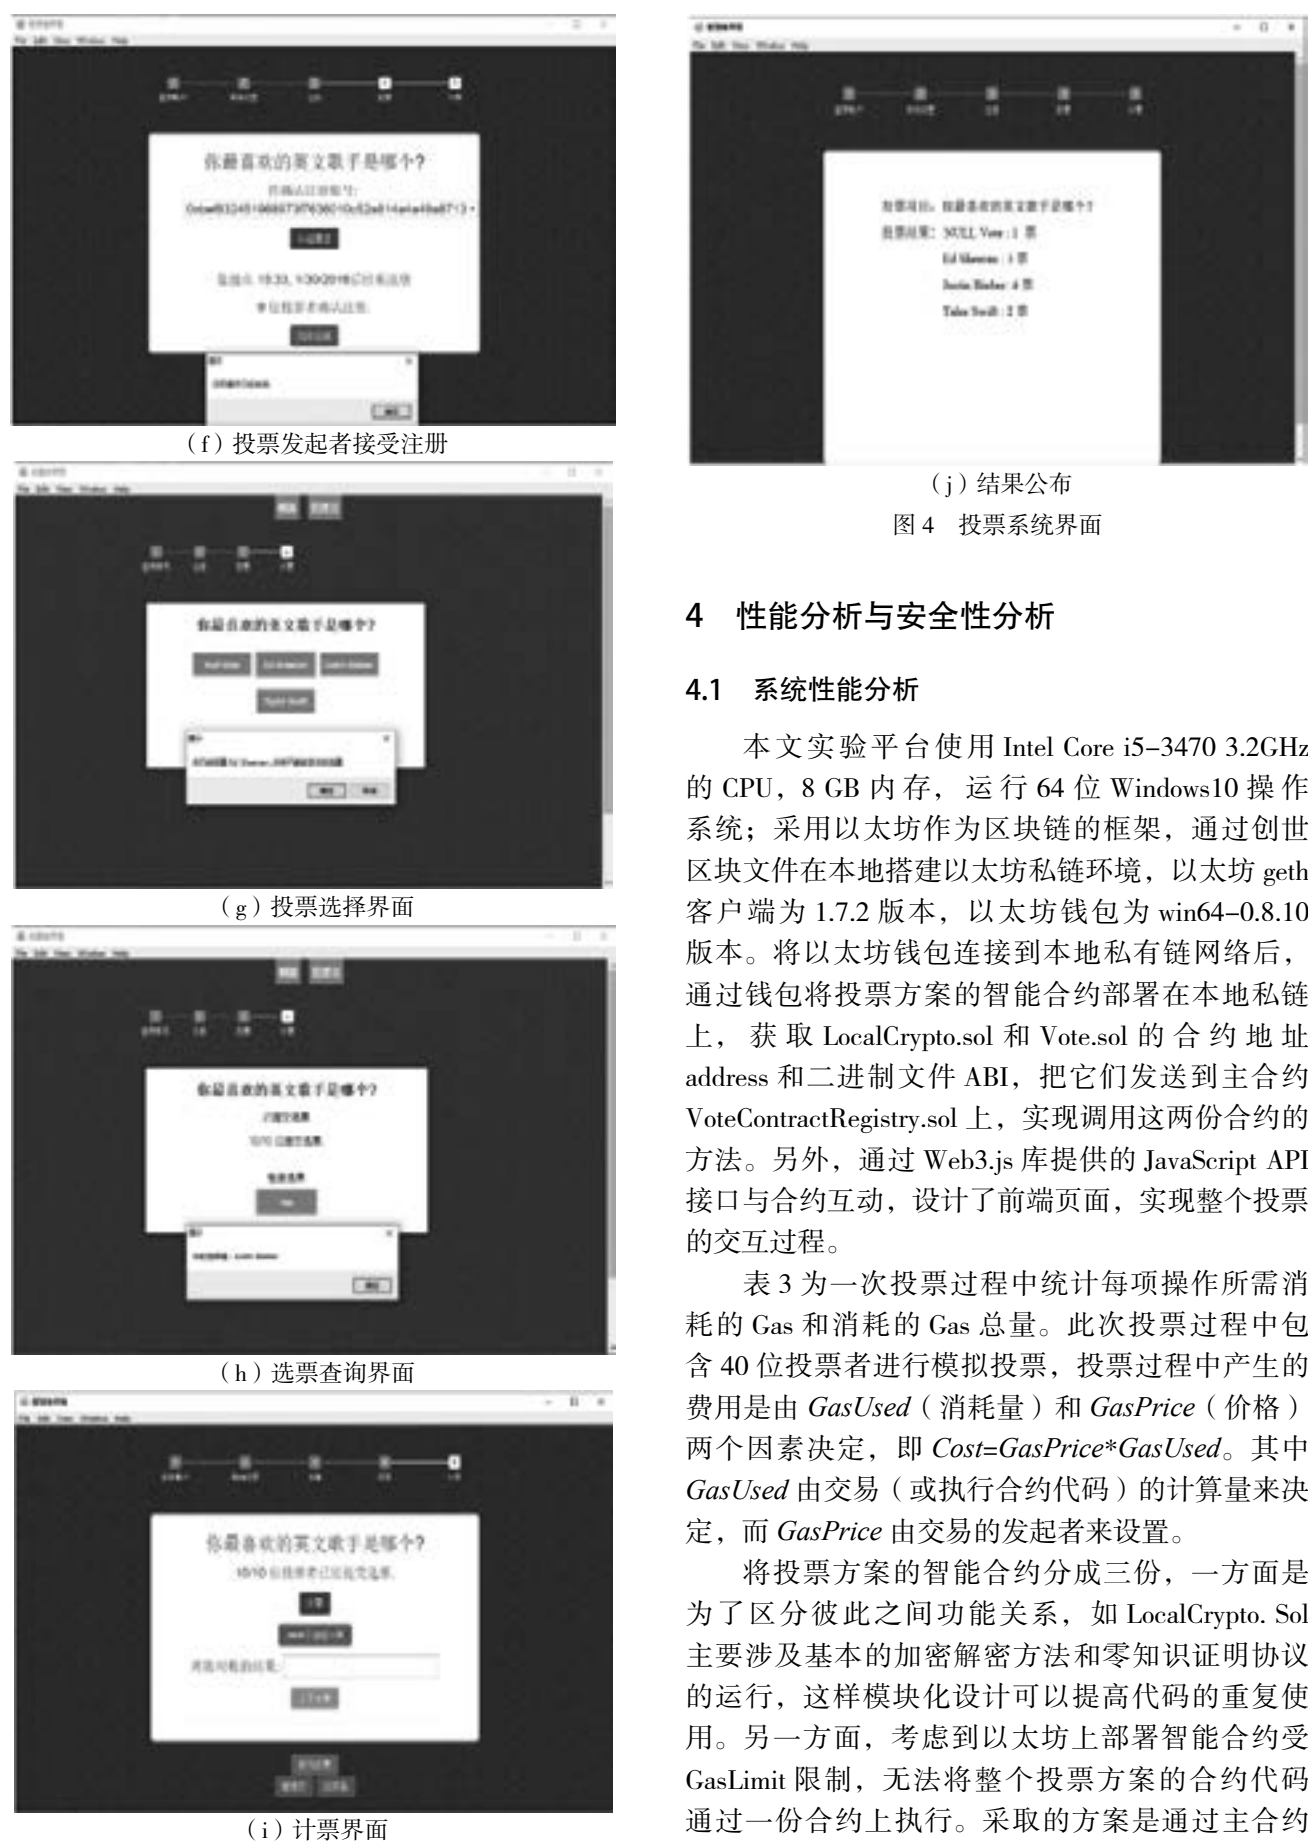 你最喜欢的英文歌手是哪个?
(f)投票发起者接受注册
你最喜欢的英文歌手是哪个?
(g)投票选择界面
你最喜欢的英文歌手是哪个?
(h)选票查询界面
你最喜欢的英文歌手是哪个?
(i)计票界面
你最喜欢的英文歌手是哪个?
NULL Vote : 1 票
(j)结果公布
图 4 投票系统界面
4 性能分析与安全性分析
4.1 系统性能分析
本文实验平台使用 Intel Core i5-3470 3.2GHz
的 CPU，8 GB 内存，运行 64 位 Windows10 操作
系统；采用以太坊作为区块链的框架，通过创世
区块文件在本地搭建以太坊私链环境，以太坊 geth
客户端为 1.7.2 版本，以太坊钱包为 win64-0.8.10
版本。将以太坊钱包连接到本地私有链网络后，
通过钱包将投票方案的智能合约部署在本地私链
上，获取 LocalCrypto.sol 和 Vote.sol 的合约地址
address 和二进制文件 ABI，把它们发送到主合约
VoteContractRegistry.sol 上，实现调用这两份合约的
方法。另外，通过 Web3.js 库提供的 JavaScript API
接口与合约互动，设计了前端页面，实现整个投票
的交互过程。
表 3 为一次投票过程中统计每项操作所需消
耗的 Gas 和消耗的 Gas 总量。此次投票过程中包
含 40 位投票者进行模拟投票，投票过程中产生的
费用是由 GasUsed（消耗量）和 GasPrice（价格）
两个因素决定，即 Cost=GasPrice*GasUsed。其中
GasUsed 由交易（或执行合约代码）的计算量来决
定，而 GasPrice 由交易的发起者来设置。
将投票方案的智能合约分成三份，一方面是
为了区分彼此之间功能关系，如 LocalCrypto. Sol
主要涉及基本的加密解密方法和零知识证明协议
的运行，这样模块化设计可以提高代码的重复使
用。另一方面，考虑到以太坊上部署智能合约受
GasLimit 限制，无法将整个投票方案的合约代码
通过一份合约上执行。采取的方案是通过主合约